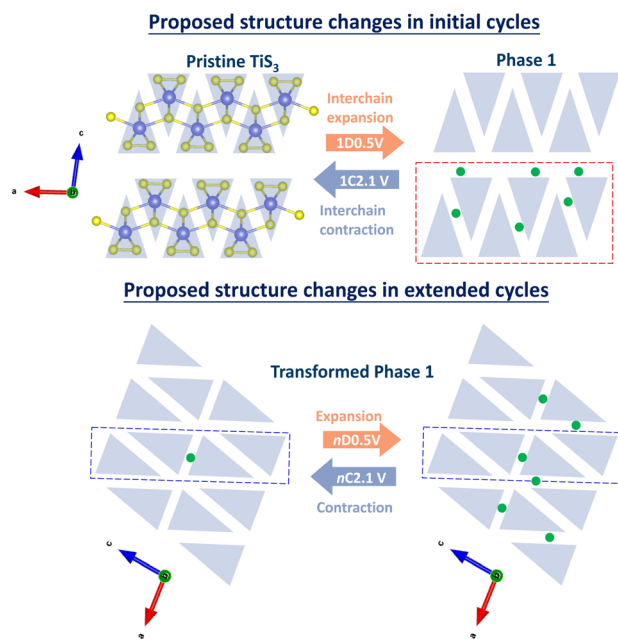 Proposed structure changes in initial cycles
Pristine TiS₃
Phase 1
Interchain
expansion
1D0.5V
1C2.1 V
Interchain
contraction
c
a
b
Proposed structure changes in extended cycles
Transformed Phase 1
Expansion
nD0.5V
nC2.1 V
Contraction
c
b
a
c
b
a